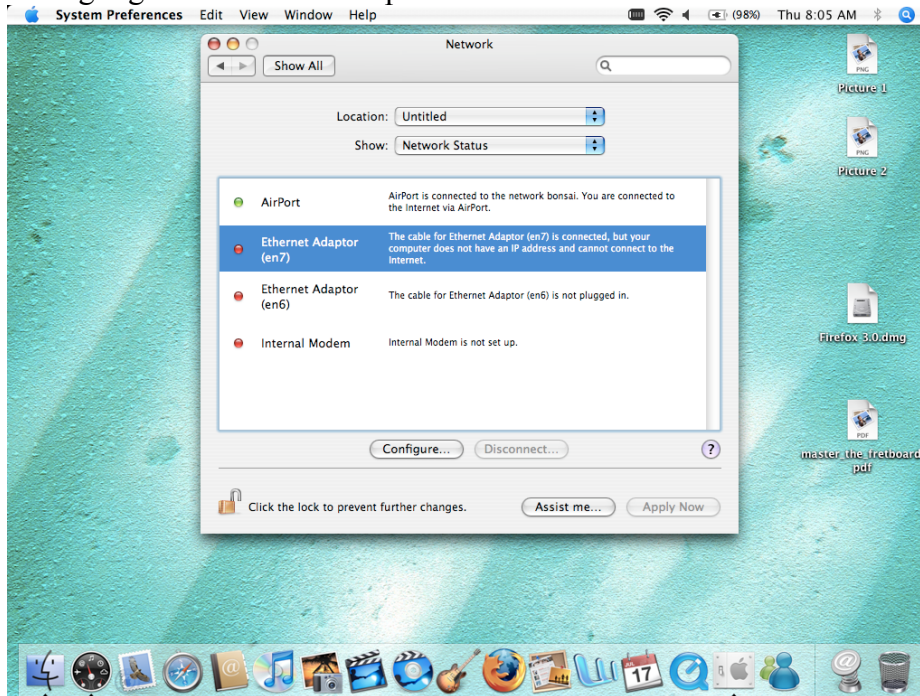 System Preferences Edit View Window Help (98%) Thu 8:05 AM
Network
Show All
PNG
Picture 1
Location: Untitled
Show: Network Status
PNG
Picture 2
AirPort
AirPort is connected to the network bonsai. You are connected to
the Internet via AirPort.
Ethernet Adaptor
(en7)
The cable for Ethernet Adaptor (en7) is connected, but your
computer does not have an IP address and cannot connect to the
Internet.
Ethernet Adaptor
(en6)
The cable for Ethernet Adaptor (en6) is not plugged in.
Internal Modem
Internal Modem is not set up.
Firefox 3.0.dmg
PDF
master_the_fretboard
pdf
Configure... Disconnect... ?
Click the lock to prevent further changes. Assist me... Apply Now
17